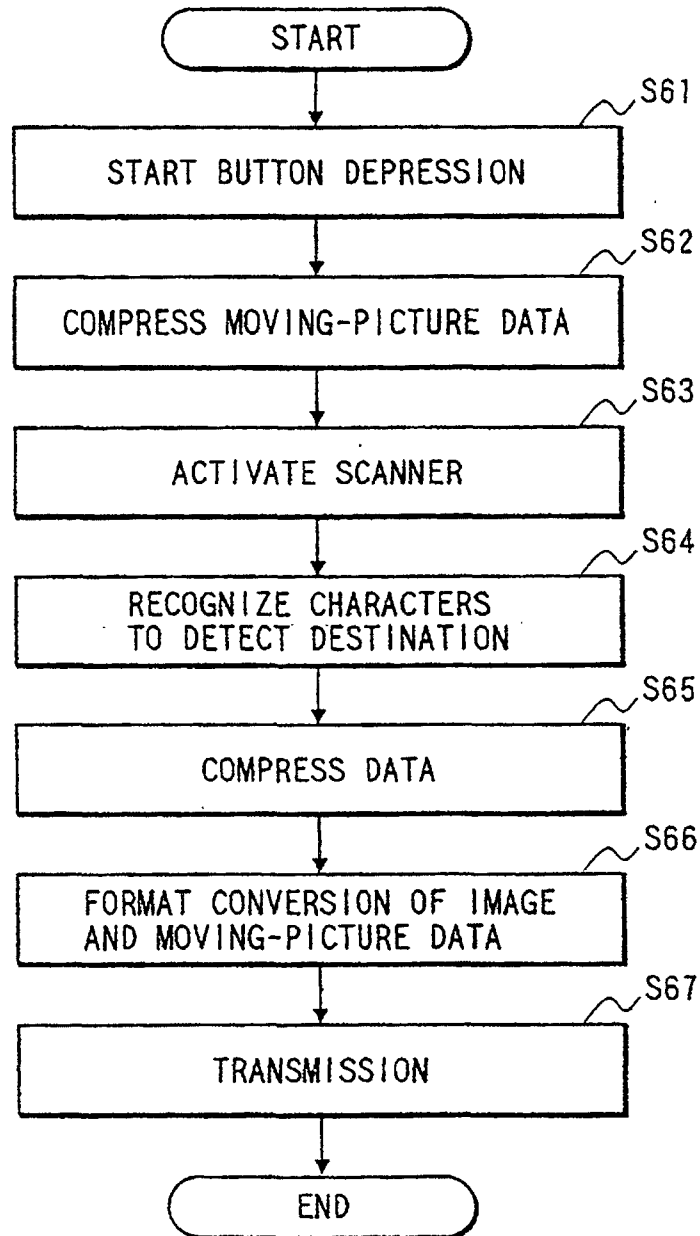 START
S61
START BUTTON DEPRESSION
S62
COMPRESS MOVING-PICTURE DATA
S63
ACTIVATE SCANNER
S64
RECOGNIZE CHARACTERS
TO DETECT DESTINATION
S65
COMPRESS DATA
S66
FORMAT CONVERSION OF IMAGE
AND MOVING-PICTURE DATA
S67
TRANSMISSION
END